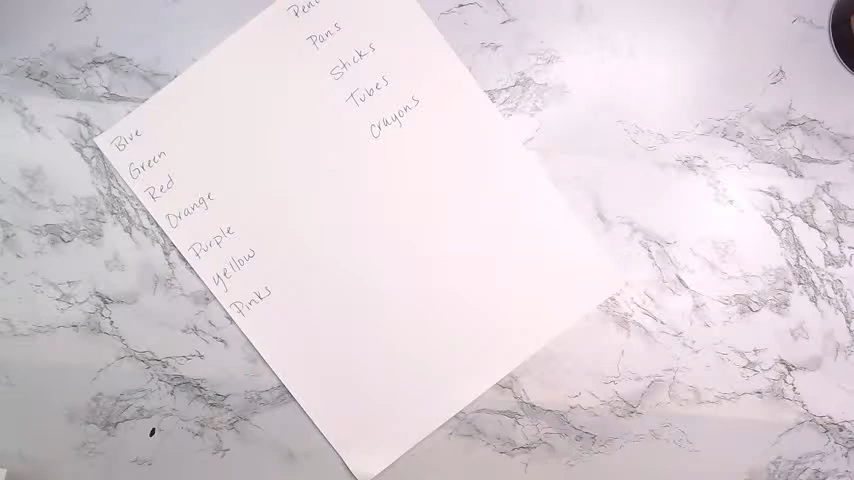 Blue
Green
Red
Orange
Purple
yellow
Pinks
Pans
Sticks
Tubes
Crayons